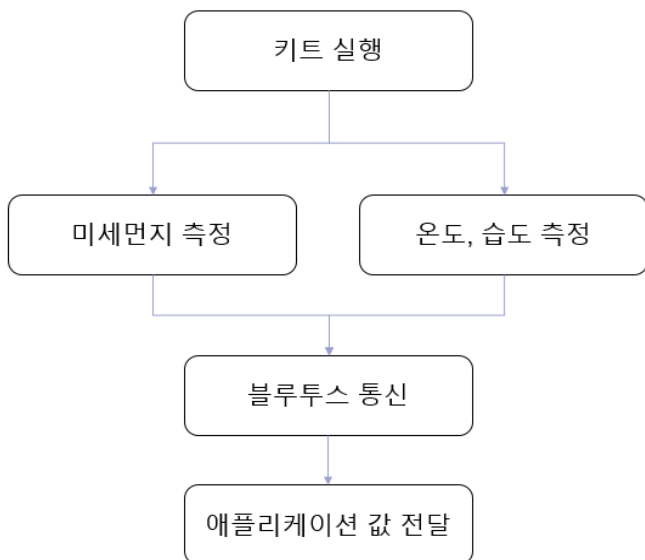 키트 실행
미세먼지 측정
온도, 습도 측정
블루투스 통신
애플리케이션 값 전달